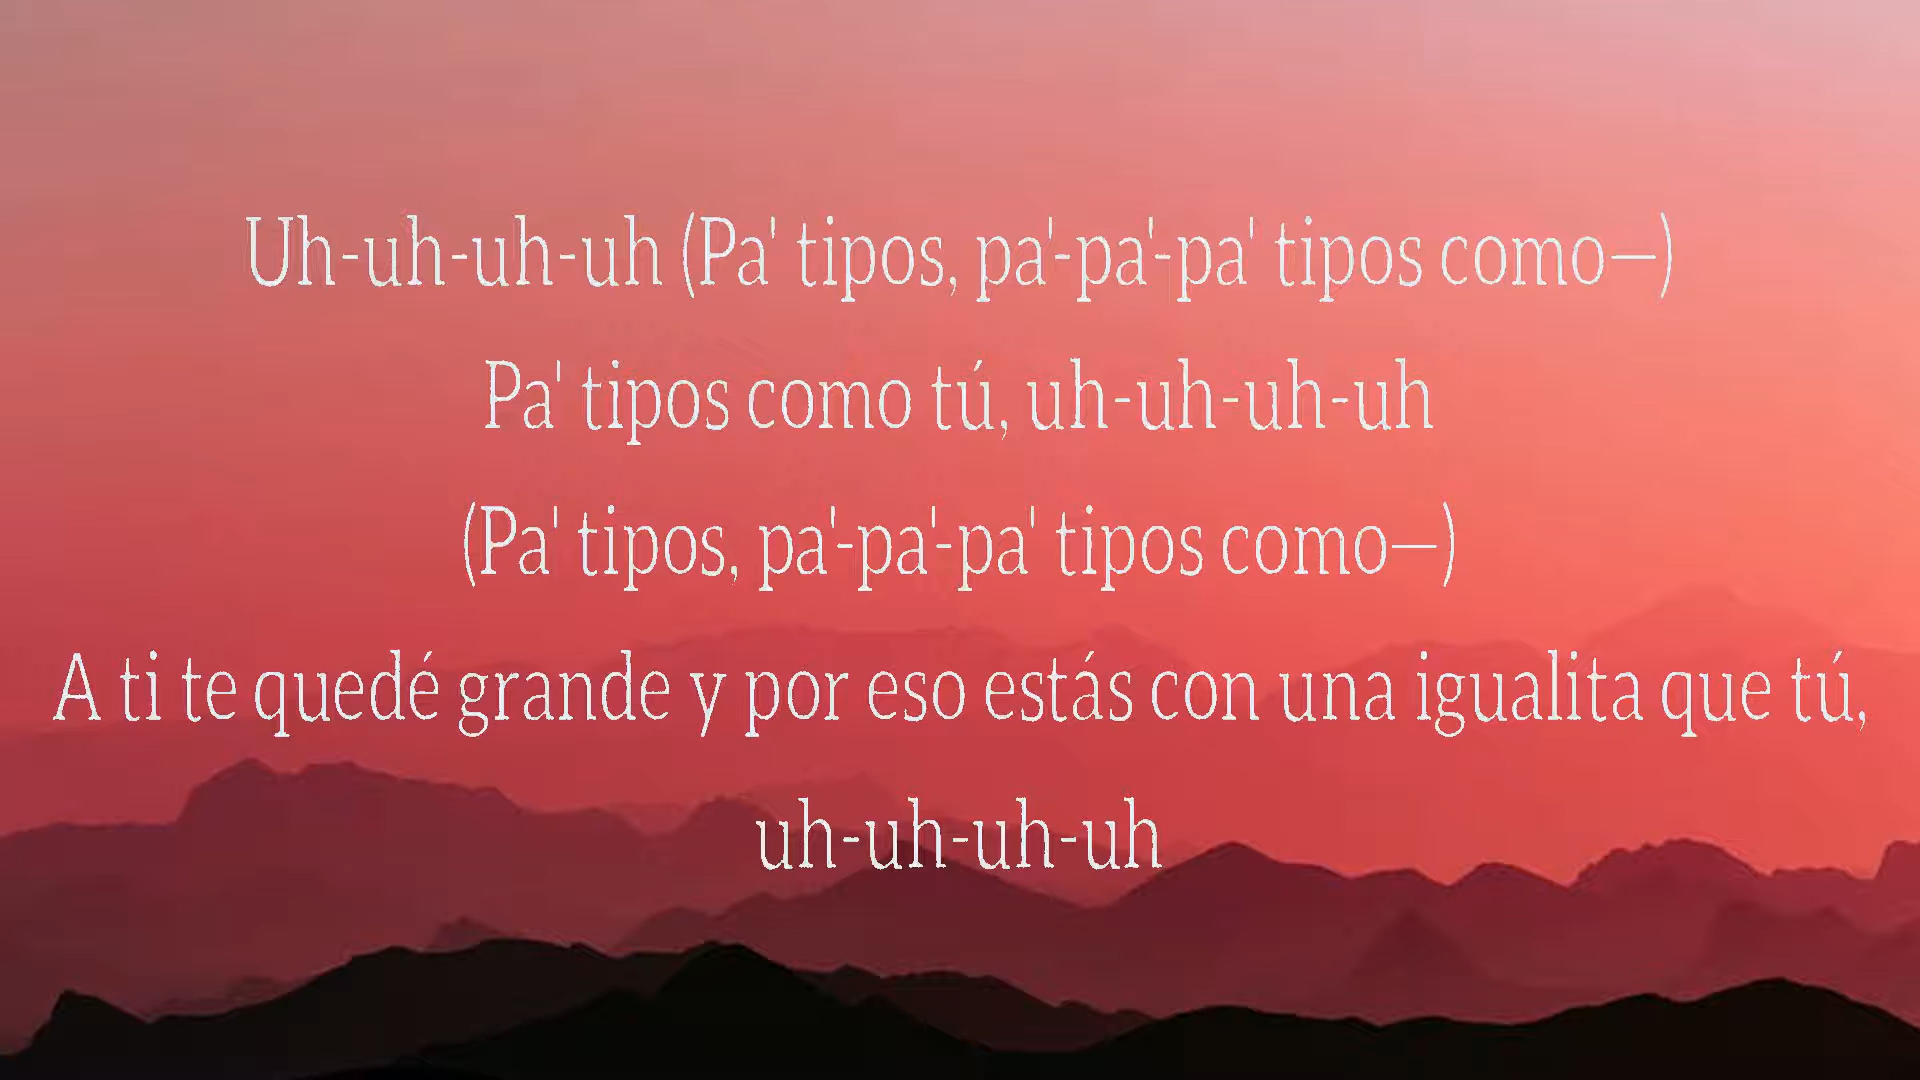 Uh-uh-uh-uh (Pa' tipos, pa'-pa'-pa' tipos como—)
Pa' tipos como tú, uh-uh-uh-uh
(Pa' tipos, pa'-pa'-pa' tipos como—)
A ti te quedé grande y por eso estás con una igualita que tú,
uh-uh-uh-uh